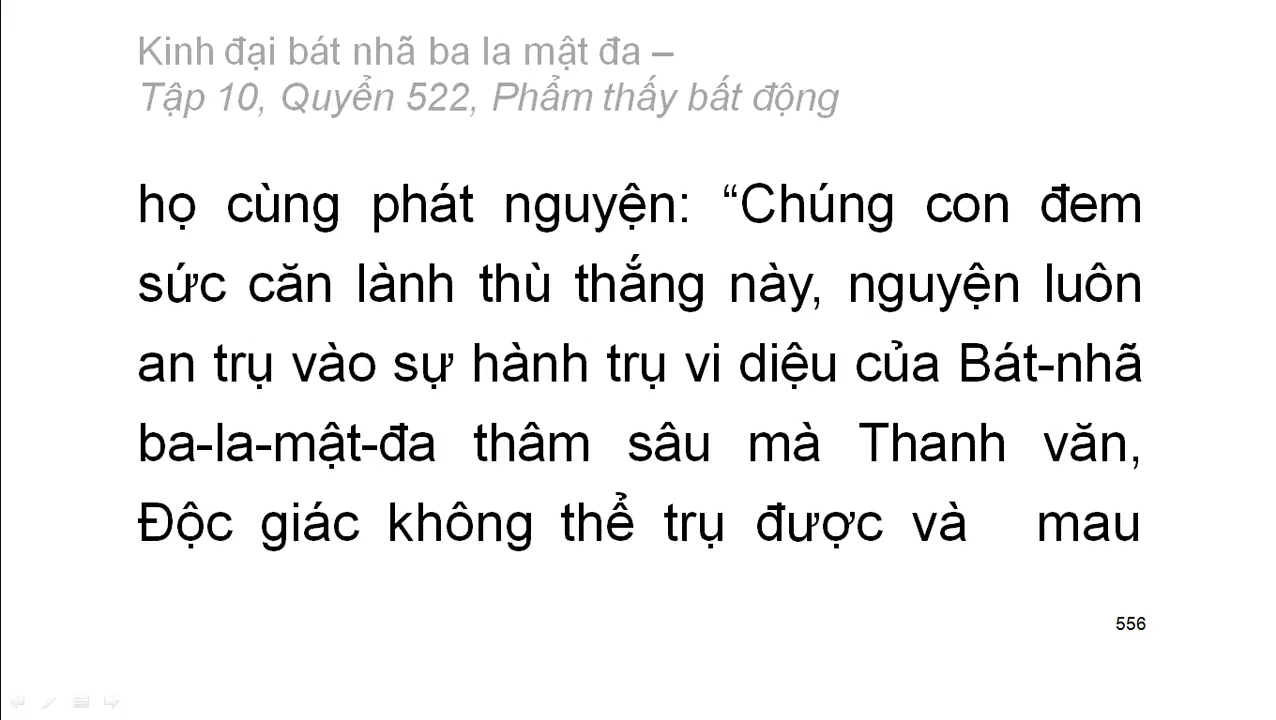 Kinh đại bát nhã ba la mật đa –
Tập 10, Quyển 522, Phẩm thấy bất động
họ cùng phát nguyện: “Chúng con đem
sức căn lành thù thắng này, nguyện luôn
an trụ vào sự hành trụ vi diệu của Bát-nhã
ba-la-mật-đa thâm sâu mà Thanh văn,
Độc giác không thể trụ được và mau
556